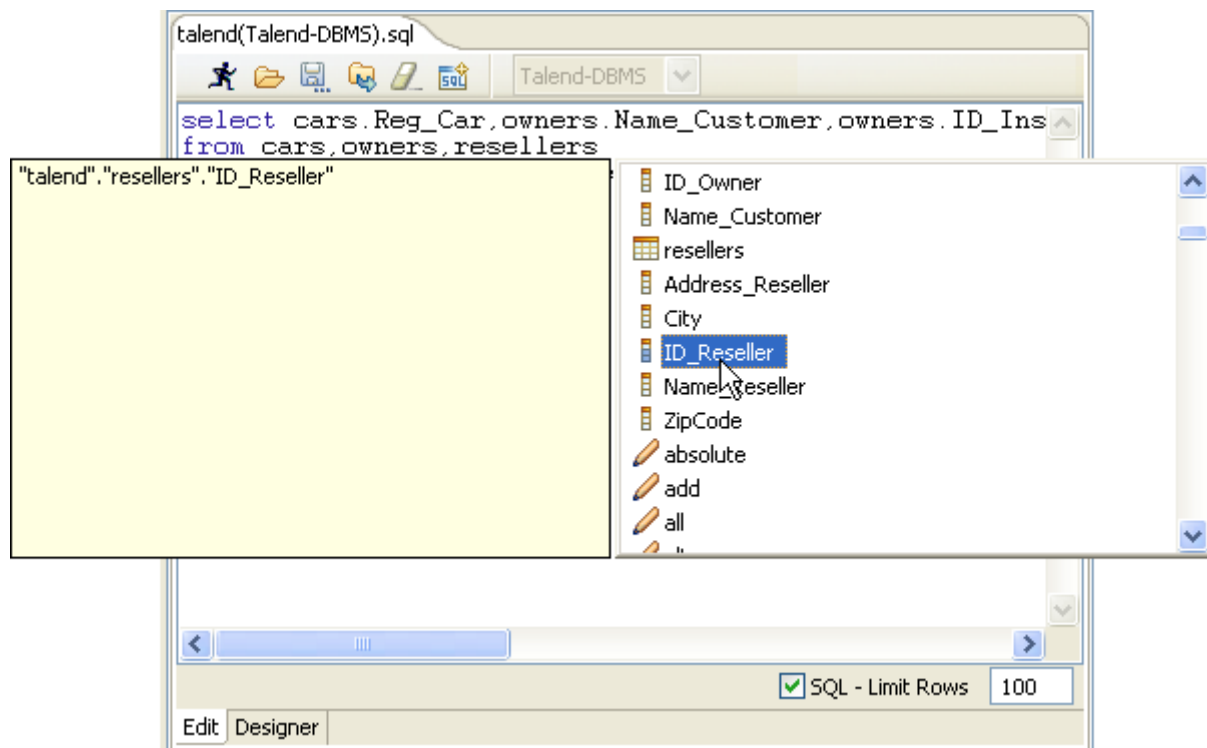 talend(Talend-DBMS).sql
Talend-DBMS
select cars.Reg_Car,owners.Name_Customer,owners.ID_Ins
from cars,owners,resellers
"talend"."resellers"."ID_Reseller"
ID_Owner
Name_Customer
resellers
Address_Reseller
City
ID_Reseller
Name_Reseller
ZipCode
absolute
add
all
SQL - Limit Rows 100
Edit Designer